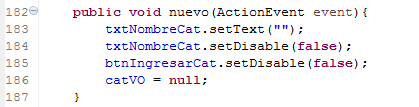 182 public void nuevo(ActionEvent event){
183 txtNombreCat.setText("");
184 txtNombreCat.setDisable(false);
185 btnIngresarCat.setDisable(false);
186 catVO = null;
187 }